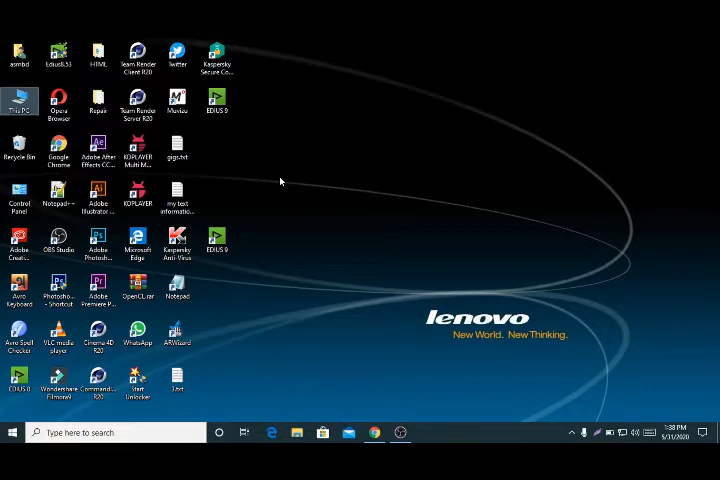 asmbd
Edius8.53
HTML
Team Render
Client R20
Twitter
Kaspersky
Secure Co...
This PC
Opera
Browser
Repair
Team Render
Server R20
Muvizu
EDIUS 9
Recycle Bin
Google
Chrome
Adobe After
Effects CC...
KOPLAYER
Multi M...
gigs.txt
Control
Panel
Notepad++
Adobe
Illustrator ...
KOPLAYER
my text
informatio...
Adobe
Creati...
OBS Studio
Adobe
Photosh...
Microsoft
Edge
Kaspersky
Anti-Virus
EDIUS 9
Avro
Keyboard
Photosho...
- Shortcut
Adobe
Premiere P...
OpenCL.rar
Notepad
Avro Spell
Checker
VLC media
player
Cinema 4D
R20
WhatsApp
ARWizard
EDIUS 8
Wondershare
Filmora9
Commandl...
R20
Start
Unlocker
3.txt
lenovo
New World. New Thinking.
Type here to search
1:38 PM
5/31/2020